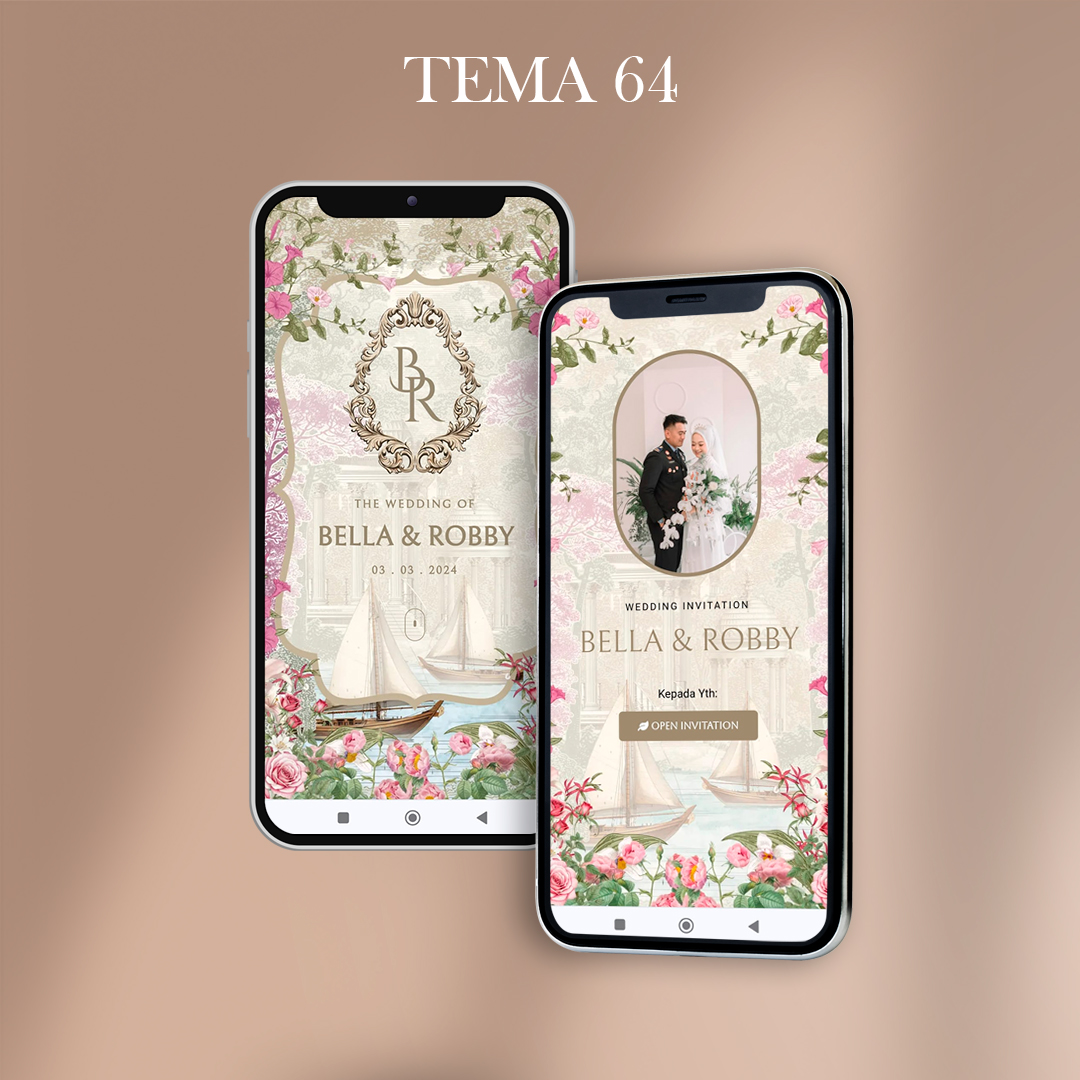 TEMA 64
BR
THE WEDDING OF
BELLA & ROBBY
03 . 03 . 2024
WEDDING INVITATION
BELLA & ROBBY
Kepada Yth:
OPEN INVITATION